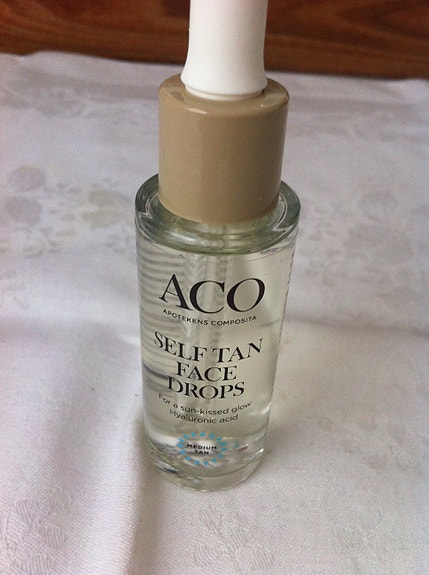 ACO
APOTEKENS COMPOSITA
SELF TAN
FACE
DROPS
For a sun-kissed glow
Hyaluronic acid
MEDIUM
TAN